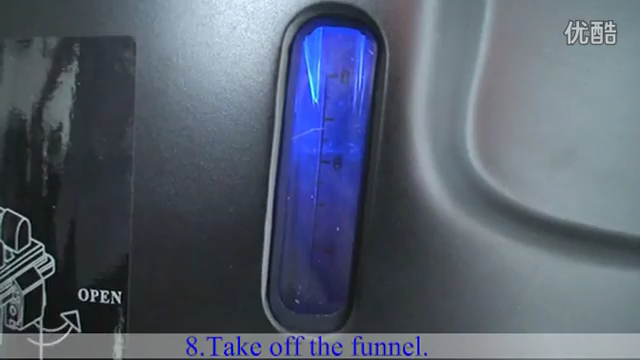 优酷
OPEN
8.Take off the funnel.